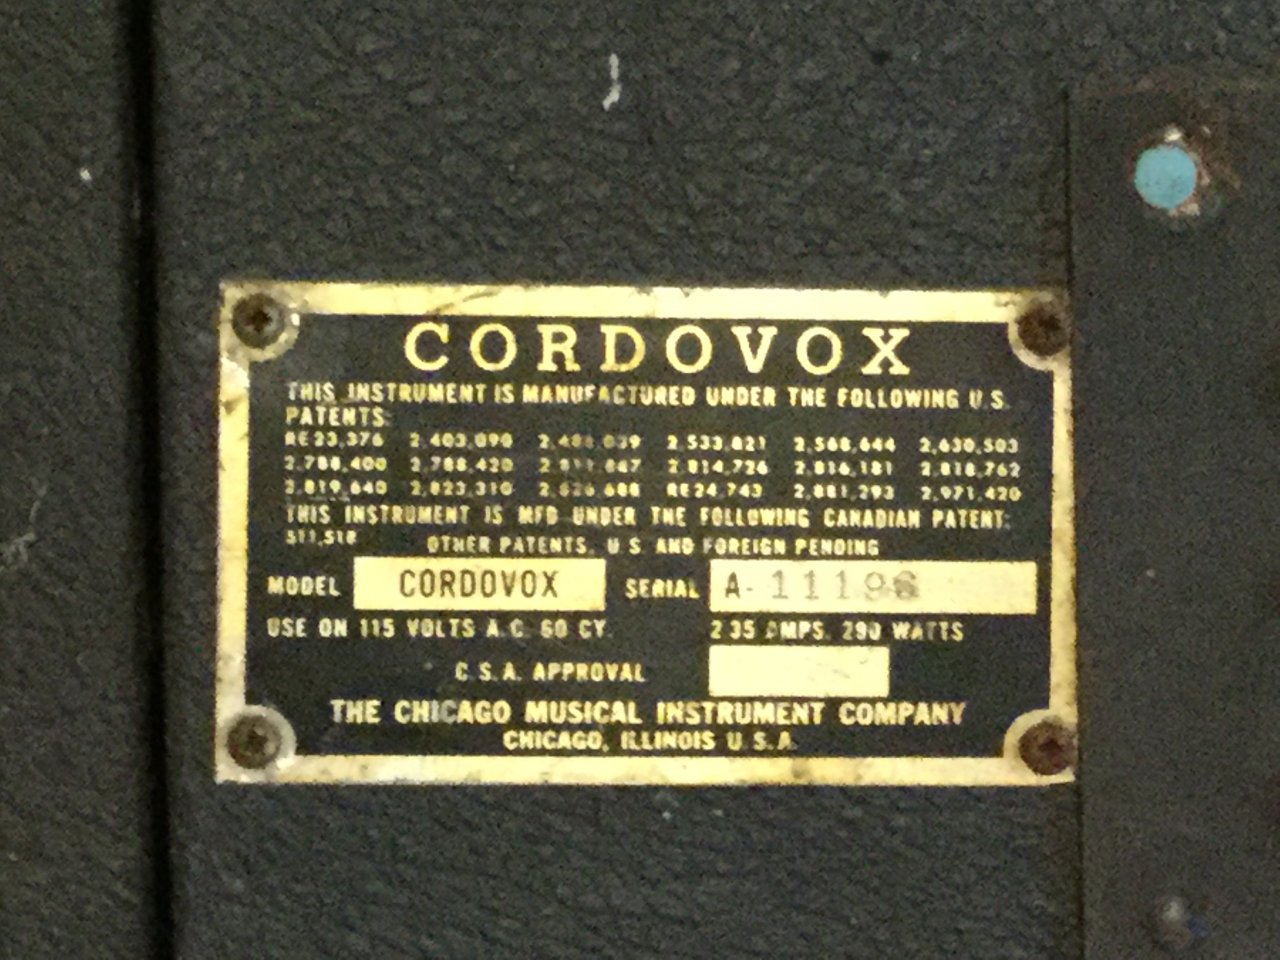 CORDOVOX
THIS INSTRUMENT IS MANUFACTURED UNDER THE FOLLOWING U.S.
PATENTS:
RE23,376 2,403,090 2,533,821 2,568,644 2,630,503
2,788,400 2,788,420 2,814,726 2,816,181 2,818,762
2,819,640 2,823,310 RE24,743 2,881,293 2,971,420
THIS INSTRUMENT IS MFD UNDER THE FOLLOWING CANADIAN PATENT:
511,518 OTHER PATENTS, U S AND FOREIGN PENDING
MODEL CORDOVOX SERIAL A-11196
USE ON 115 VOLTS A.C. 60 CY. 2.35 AMPS. 290 WATTS
C.S.A. APPROVAL
THE CHICAGO MUSICAL INSTRUMENT COMPANY
CHICAGO, ILLINOIS U.S.A.